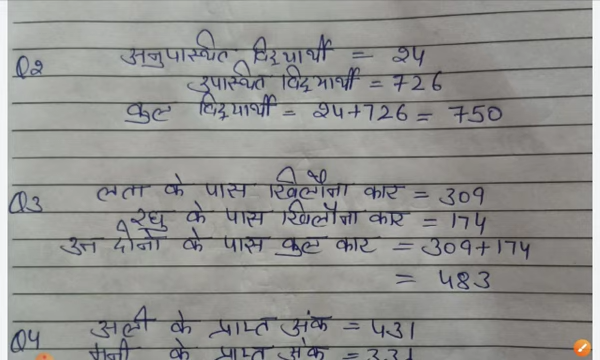 Q2 अनुपस्थित विद्यार्थी = 24
उपस्थित विद्यार्थी = 726
कुल विद्यार्थी = 24+726 = 750
Q3 लता के पास खिलौना कार = 309
रघु के पास खिलौना कार = 174
उन दोनो के पास कुल कार = 309+174
= 483
Q4 अली के प्राप्त अंक = 431
के प्राप्त अंक = 331